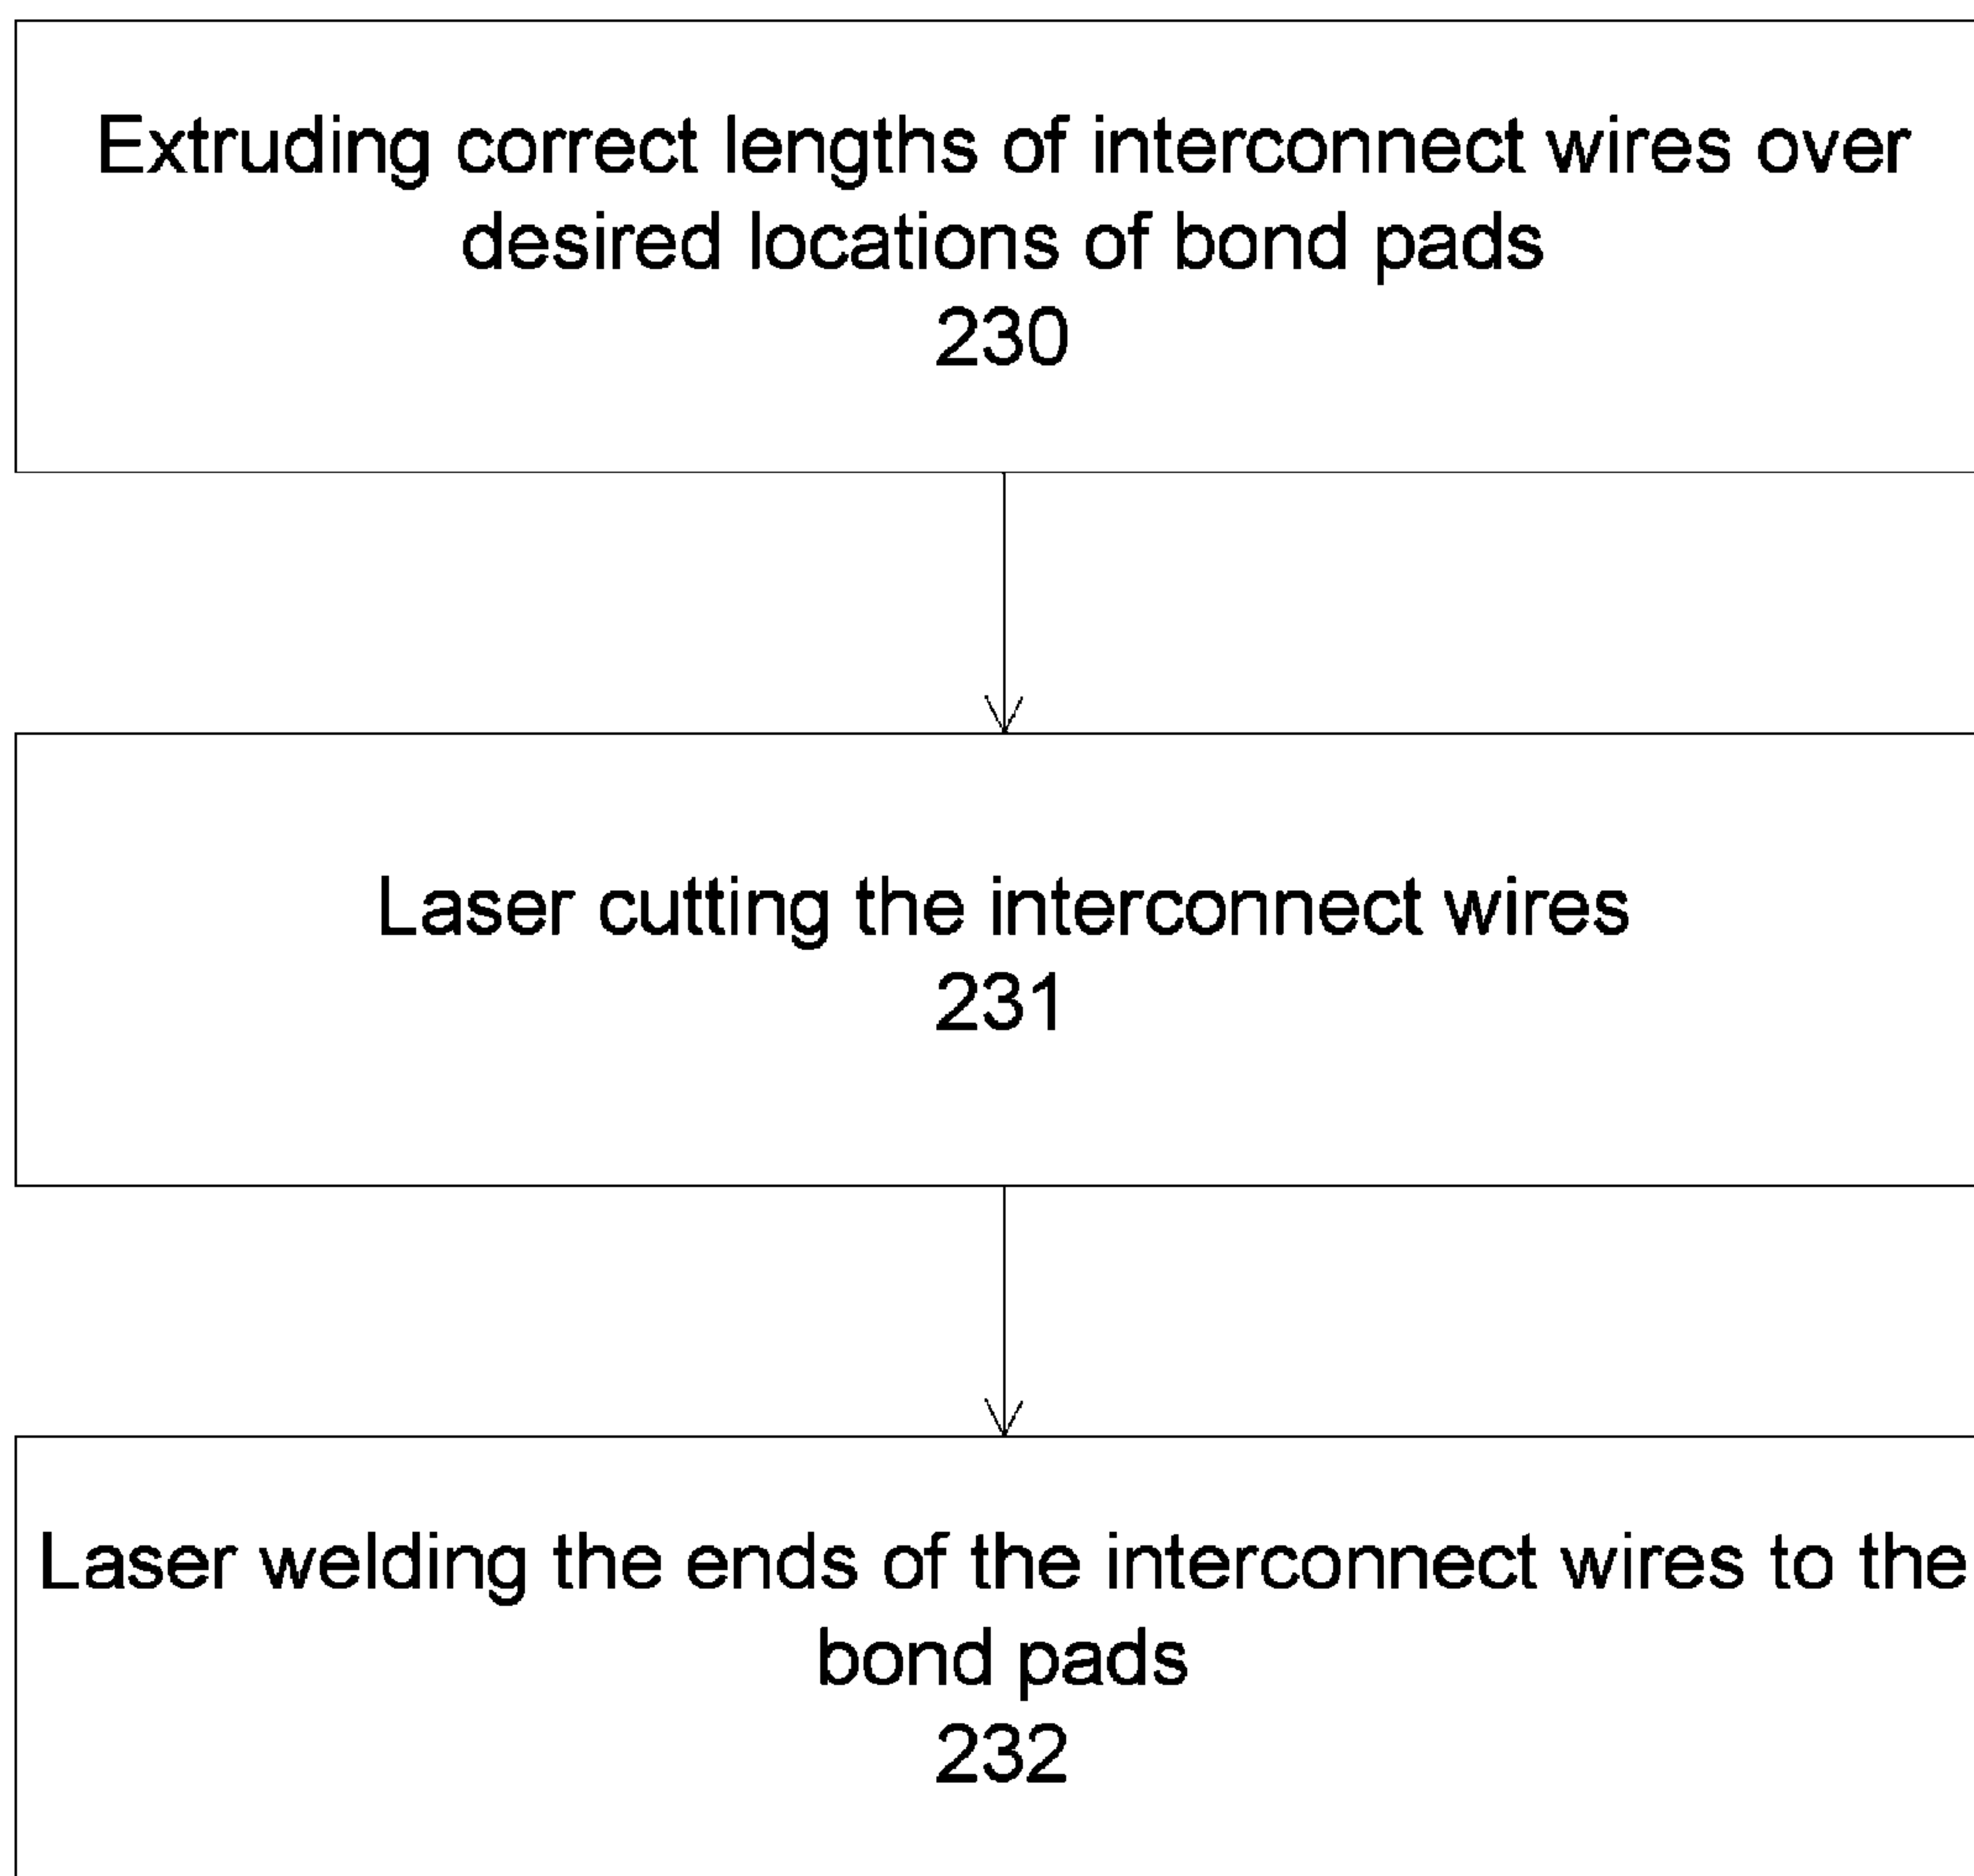 Extruding correct lengths of interconnect wires over
desired locations of bond pads
230
Laser cutting the interconnect wires
231
Laser welding the ends of the interconnect wires to the
bond pads
232